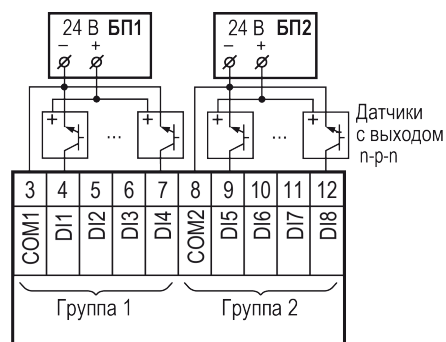 24 В БП1
− +
24 В БП2
− +
Датчики
с выходом
n-p-n
+ ... + + ... +
3 4 5 6 7 8 9 10 11 12
COM1 DI1 DI2 DI3 DI4 COM2 DI5 DI6 DI7 DI8
Группа 1 Группа 2